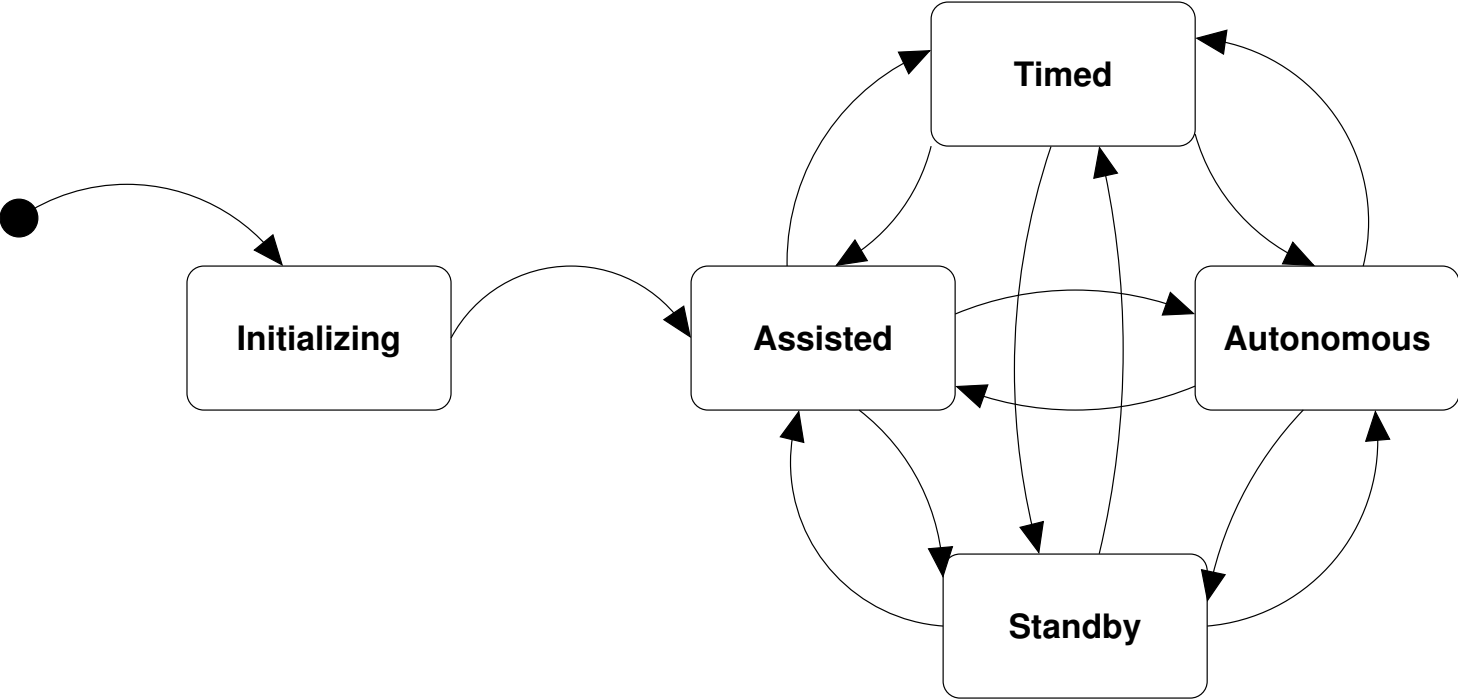 Timed
Initializing
Assisted
Autonomous
Standby